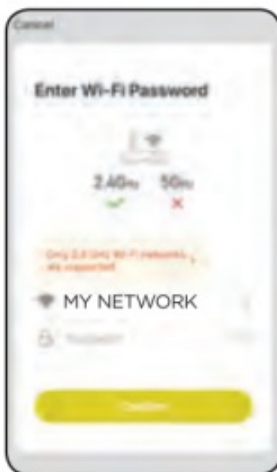 Cancel
Enter Wi-Fi Password
2.4GHz 5GHz
Only 2.4 GHz Wi-Fi networks
are supported
MY NETWORK
Password
Confirm